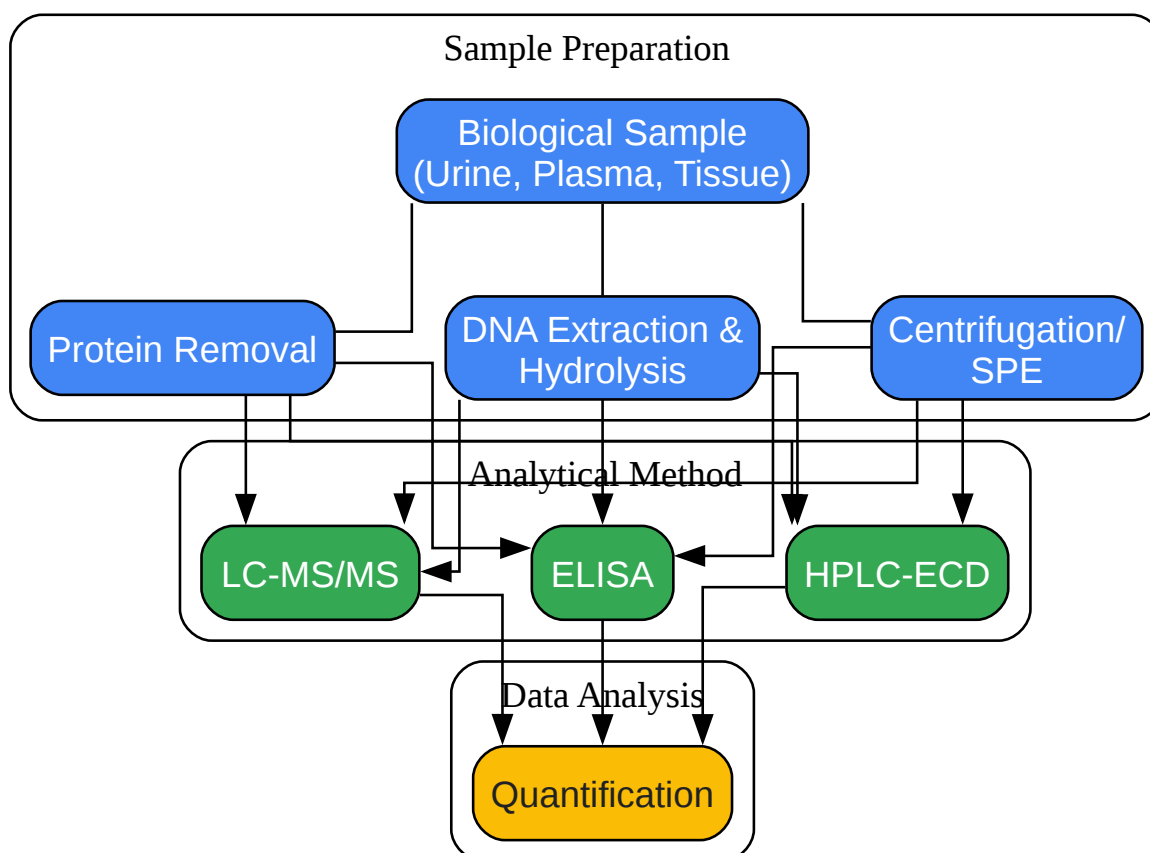 Sample Preparation
Biological Sample
(Urine, Plasma, Tissue)
Protein Removal
DNA Extraction &
Hydrolysis
Centrifugation/
SPE
Analytical Method
LC-MS/MS
ELISA
HPLC-ECD
Data Analysis
Quantification